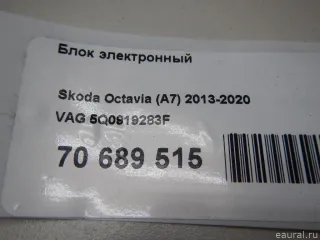 Блок электронный
Skoda Octavia (A7) 2013-2020
VAG 5Q0919283F
70 689 515
eaural.ru